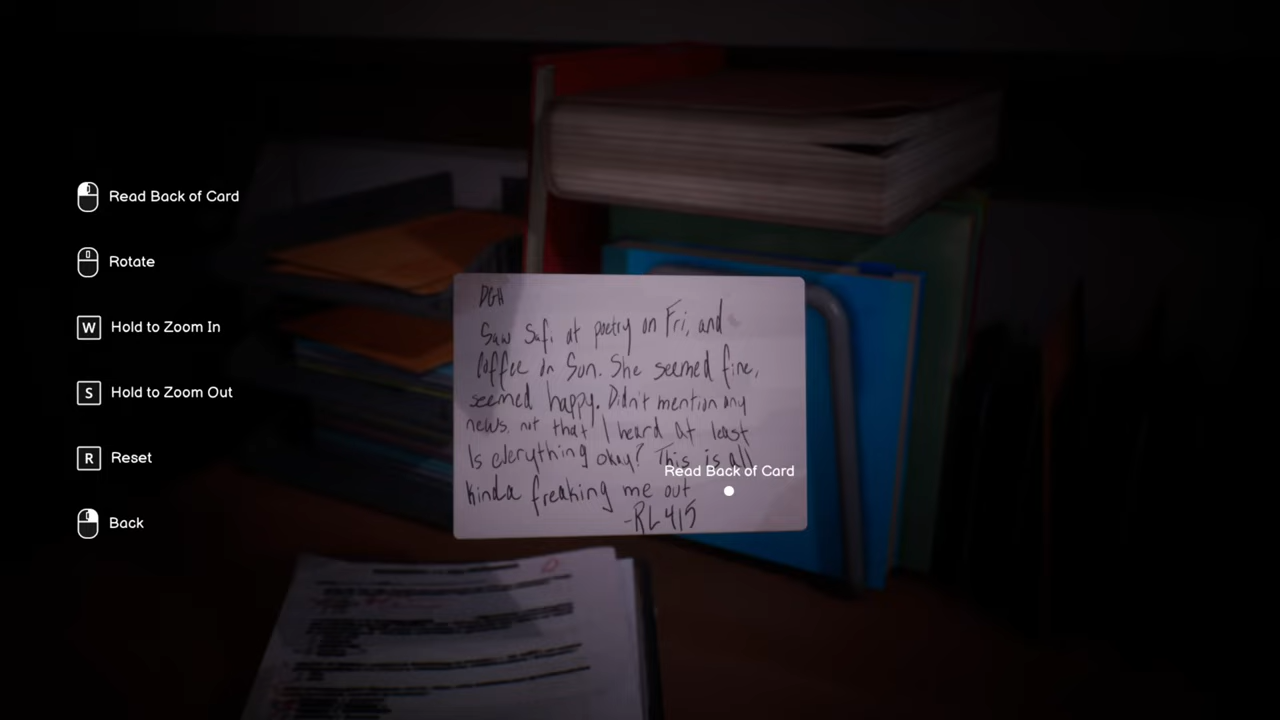 Read Back of Card
Rotate
W Hold to Zoom In
S Hold to Zoom Out
R Reset
Back
DGH
Saw Safi at poetry on Fri, and
Coffee on Sun. She seemed fine,
seemed happy. Didn't mention any
news, not that I heard at least
Is everything okay? This is all
kinda freaking me out
-RL415
Read Back of Card